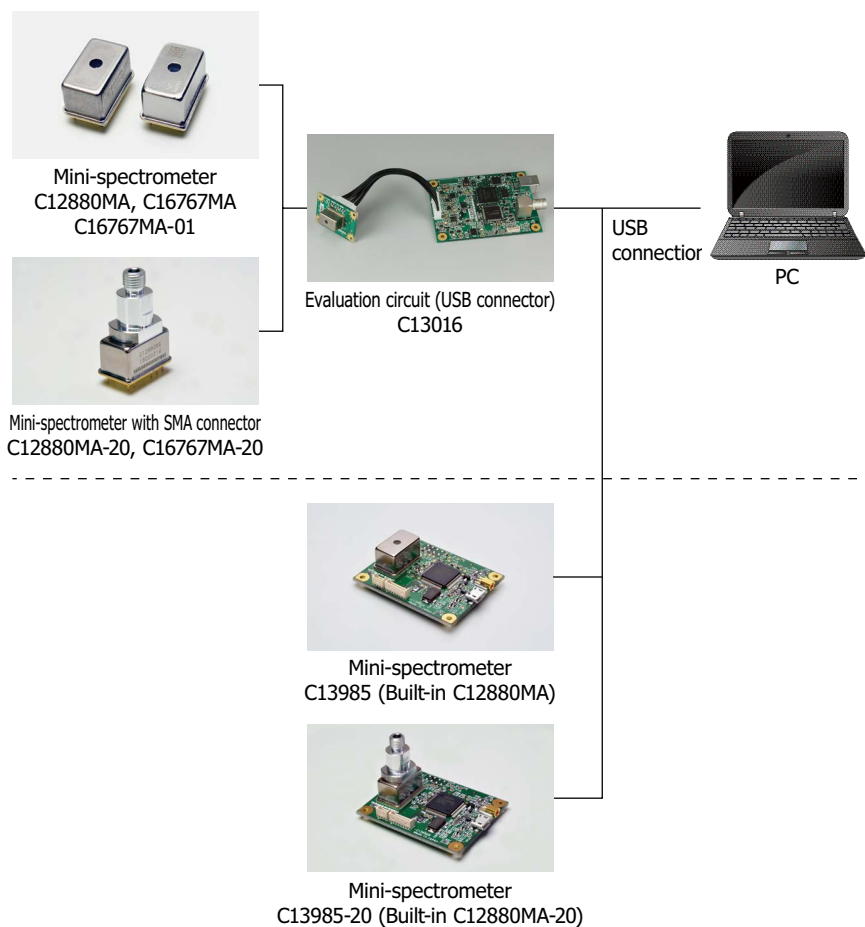 Mini-spectrometer
C12880MA, C16767MA
C16767MA-01
Mini-spectrometer with SMA connector
C12880MA-20, C16767MA-20
Evaluation circuit (USB connector)
C13016
USB
connection
PC
Mini-spectrometer
C13985 (Built-in C12880MA)
Mini-spectrometer
C13985-20 (Built-in C12880MA-20)